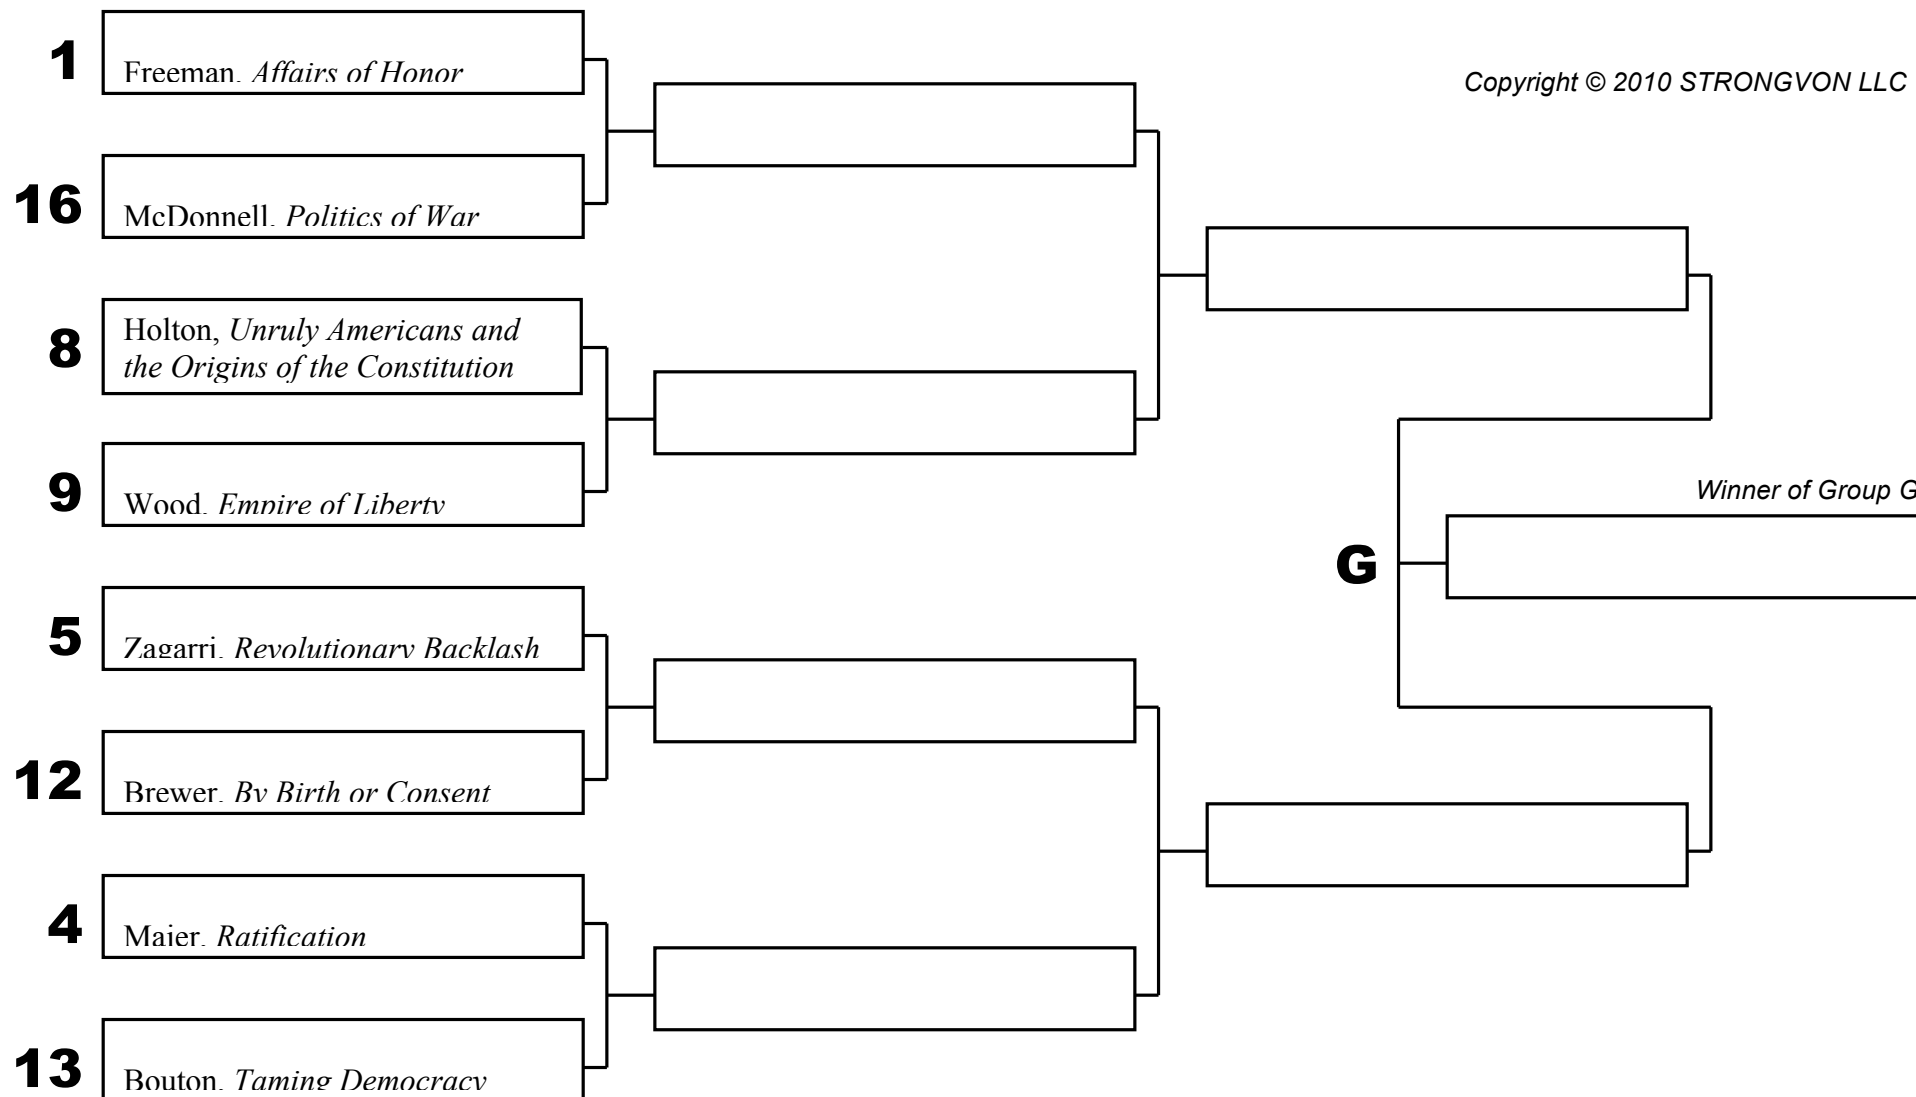 1
Freeman, Affairs of Honor
Copyright © 2010 STRONGVON LLC
16
McDonnell, Politics of War
8
Holton, Unruly Americans and
the Origins of the Constitution
9
Wood, Empire of Liberty
Winner of Group G
G
5
Zagarri, Revolutionary Backlash
12
Brewer, By Birth or Consent
4
Maier, Ratification
13
Bouton, Taming Democracy